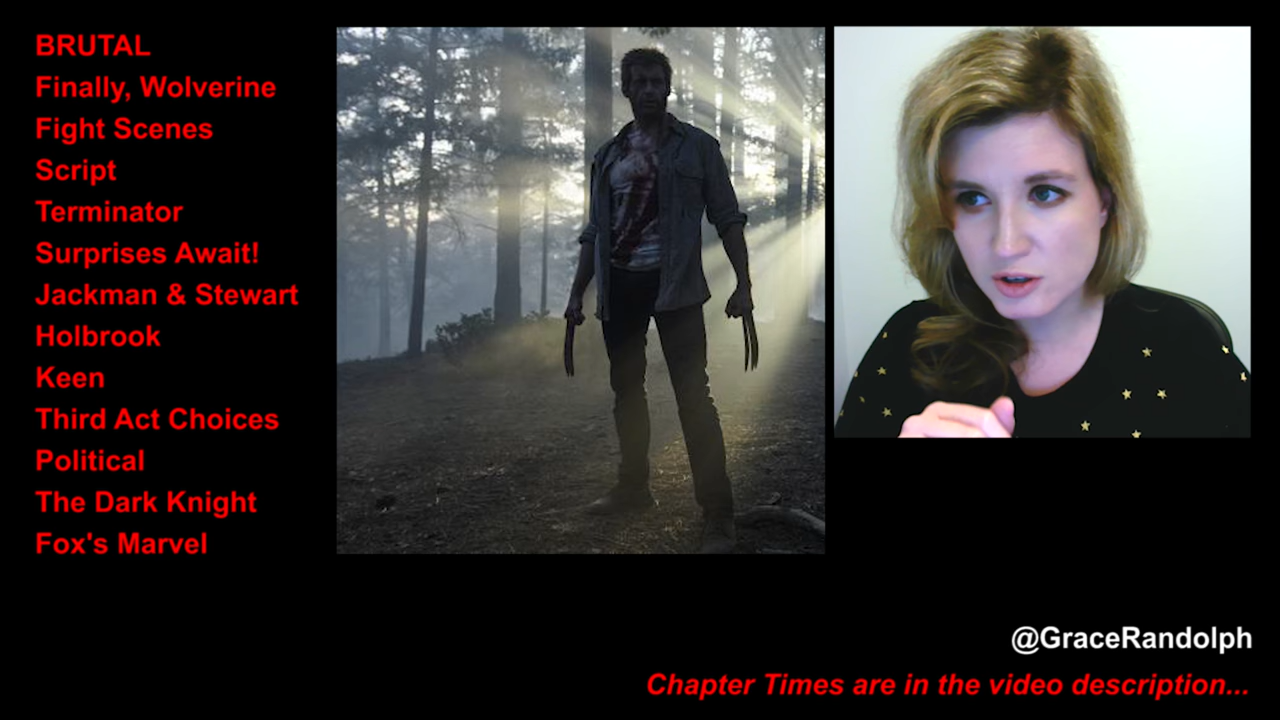 BRUTAL
Finally, Wolverine
Fight Scenes
Script
Terminator
Surprises Await!
Jackman & Stewart
Holbrook
Keen
Third Act Choices
Political
The Dark Knight
Fox's Marvel
@GraceRandolph
Chapter Times are in the video description...